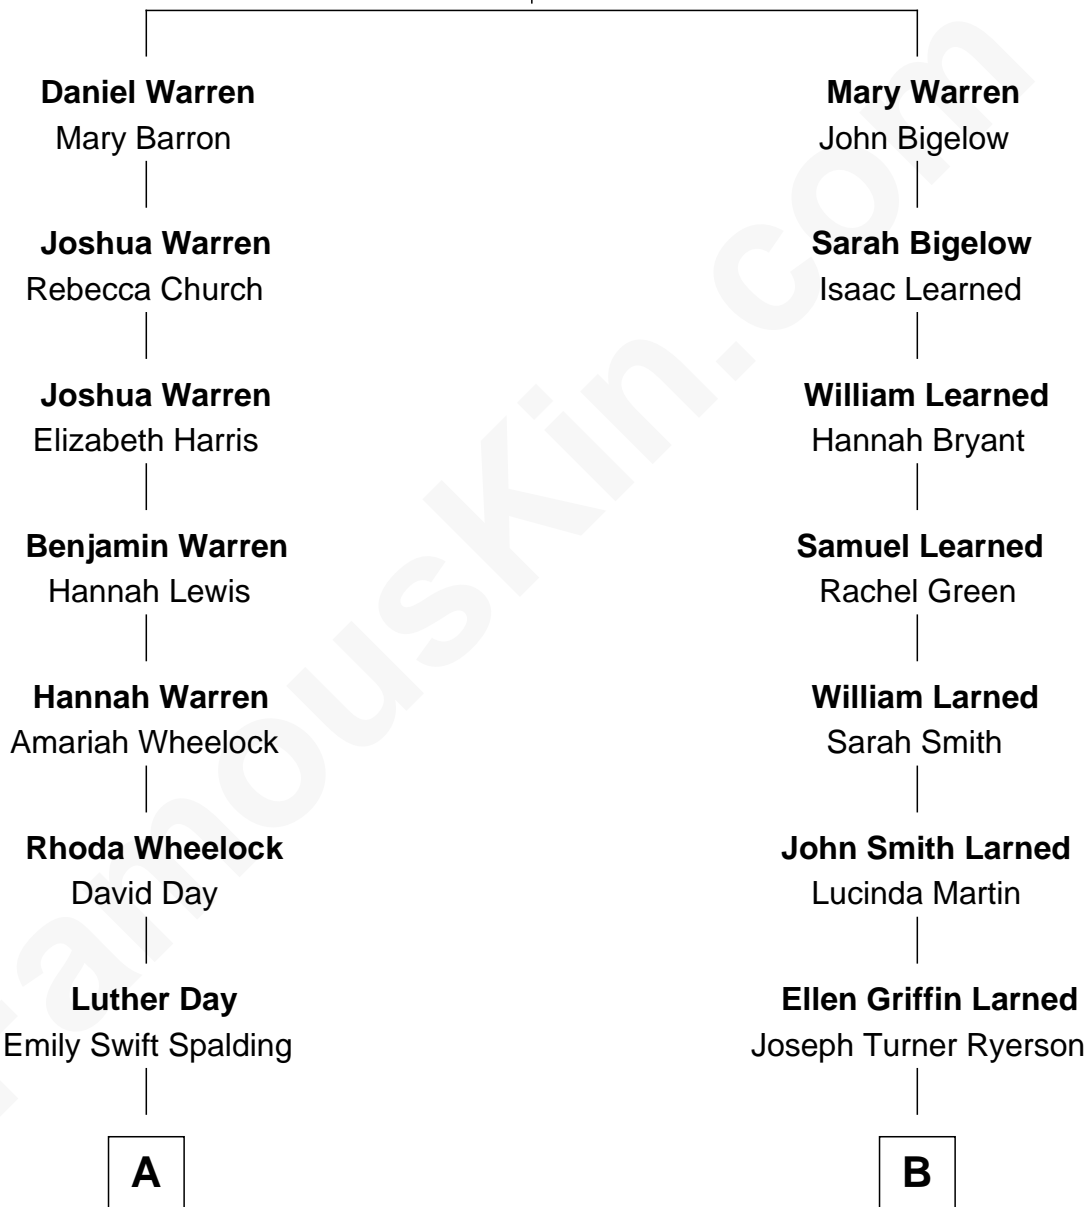 Daniel Warren
Mary Barron
Joshua Warren
Rebecca Church
Joshua Warren
Elizabeth Harris
Benjamin Warren
Hannah Lewis
Hannah Warren
Amariah Wheelock
Rhoda Wheelock
David Day
Luther Day
Emily Swift Spalding
A
Mary Warren
John Bigelow
Sarah Bigelow
Isaac Learned
William Learned
Hannah Bryant
Samuel Learned
Rachel Green
William Larned
Sarah Smith
John Smith Larned
Lucinda Martin
Ellen Griffin Larned
Joseph Turner Ryerson
B
FamousKin.com